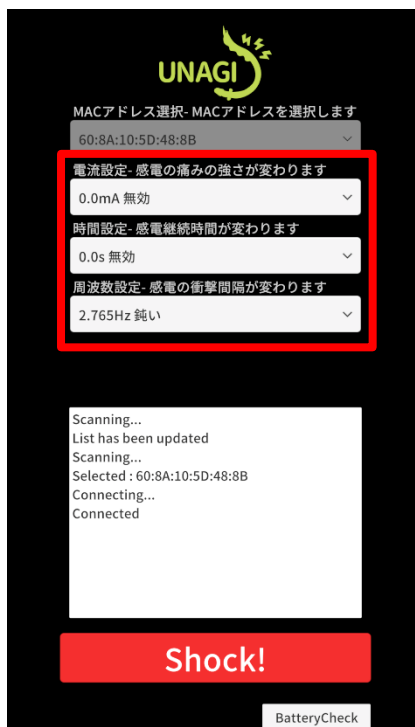 UNAGI
MACアドレス選択- MACアドレスを選択します
60:8A:10:5D:48:8B
電流設定- 感電の痛みの強さが変わります
0.0mA 無効
時間設定- 感電継続時間が変わります
0.0s 無効
周波数設定- 感電の衝撃間隔が変わります
2.765Hz 鈍い
Scanning...
List has been updated
Scanning...
Selected : 60:8A:10:5D:48:8B
Connecting...
Connected
Shock!
BatteryCheck